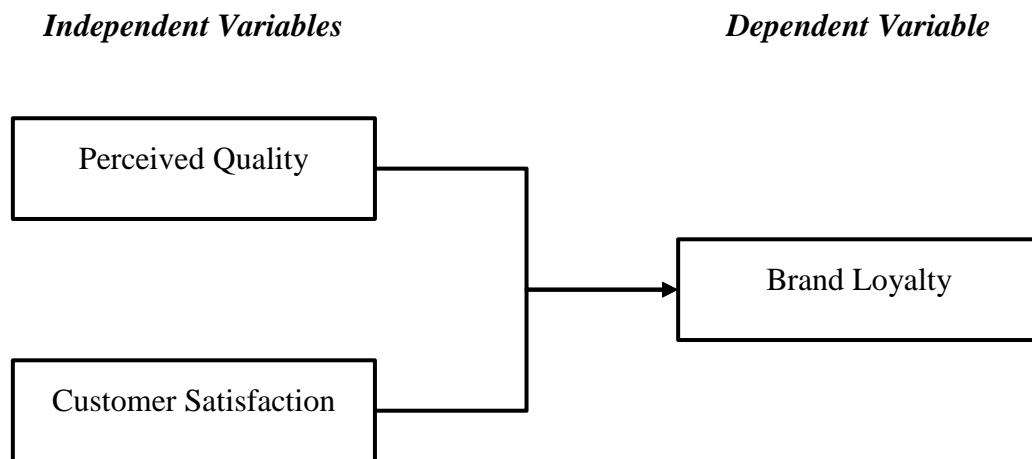 Independent Variables
Dependent Variable
Perceived Quality
Brand Loyalty
Customer Satisfaction